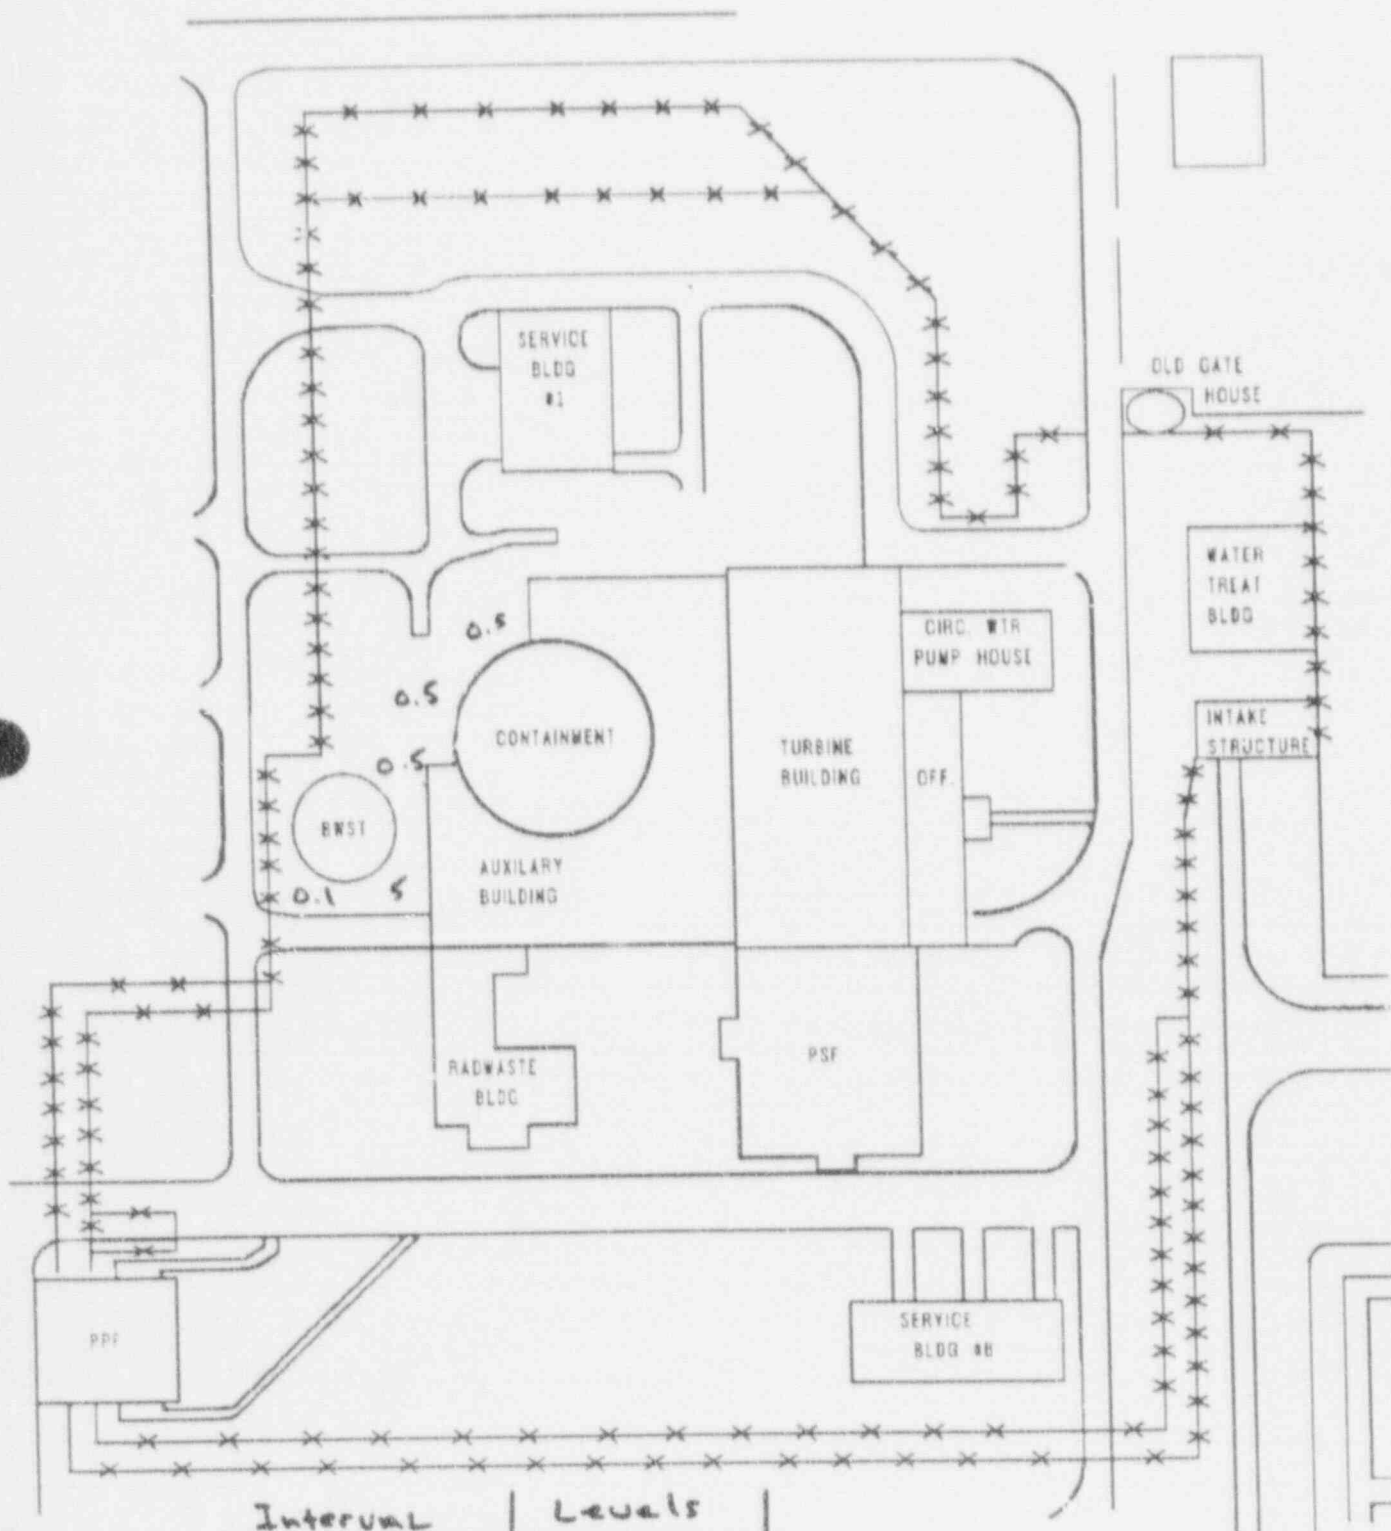 SERVICE
BLDG
#1
OLD GATE
HOUSE
WATER
TREAT
BLDG
0.5
CIRC. WTR
PUMP HOUSE
0.5
INTAKE
STRUCTURE
CONTAINMENT
TURBINE
BUILDING
OFF.
0.5
BWST
AUXILARY
BUILDING
0.1
5
RADWASTE
BLDG
PSF
SERVICE
BLDG #8
PPF
Interval
Levels